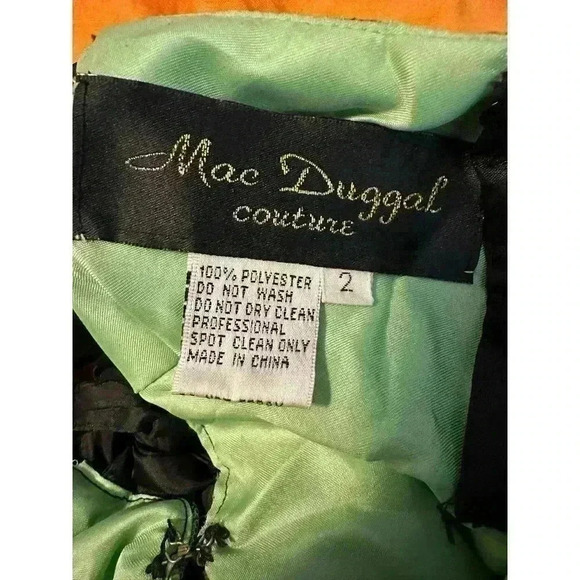 Mac Duggal
couture
2
100% POLYESTER
DO NOT WASH
DO NOT DRY CLEAN
PROFESSIONAL
SPOT CLEAN ONLY
MADE IN CHINA